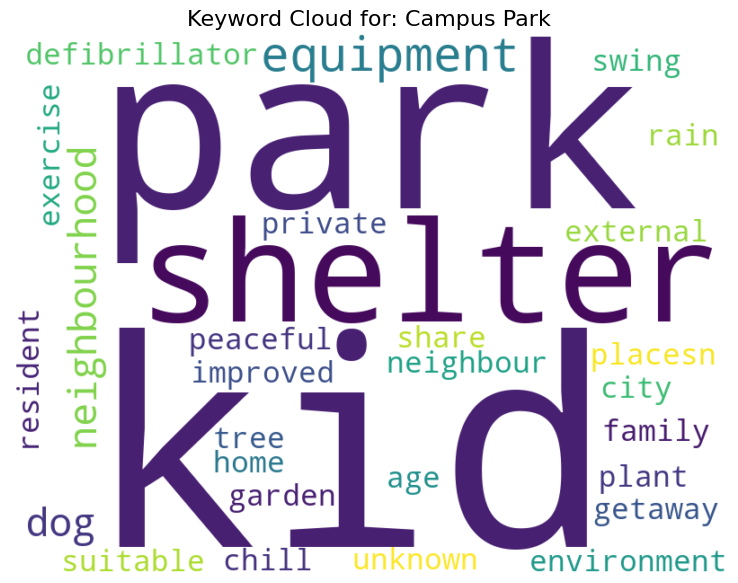 Keyword Cloud for: Campus Park
defibrillator
equipment
swing
park
exercise
rain
neighbourhood
private
external
shelter
resident
peaceful
share
improved
neighbour
placesn
city
kid
tree
family
home
age
plant
garden
getaway
dog
suitable
chill
unknown
environment